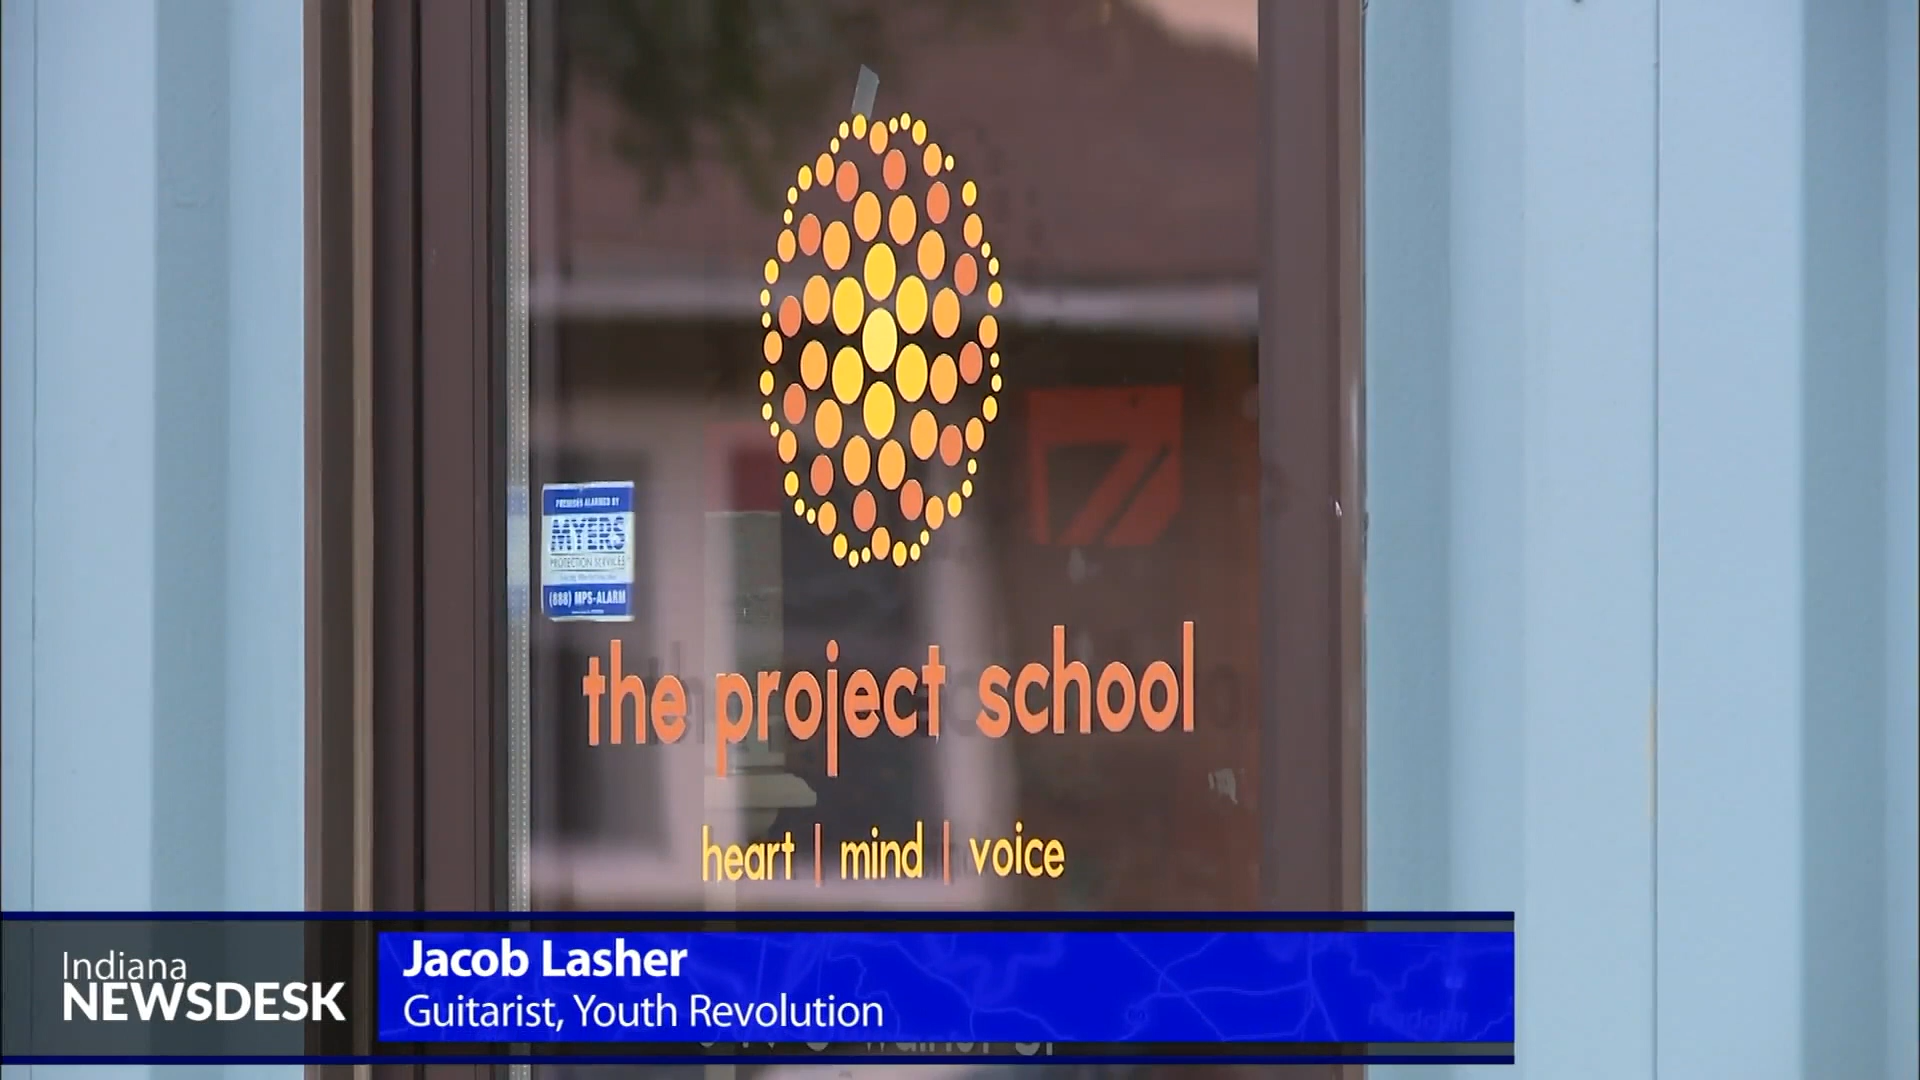 PREMISES ALARMED BY
MYERS
PROTECTION SERVICES
(888) MPS-ALARM
the project school
heart | mind | voice
Indiana
NEWSDESK
Jacob Lasher
Guitarist, Youth Revolution